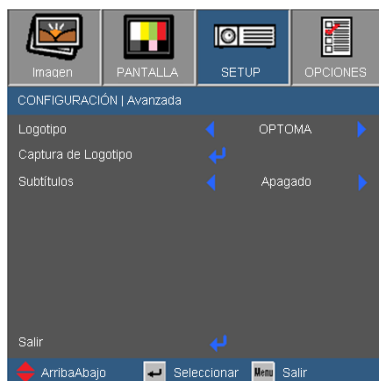 Imagen PANTALLA SETUP OPCIONES
CONFIGURACIÓN | Avanzada
Logotipo OPTOMA
Captura de Logotipo
Subtítulos Apagado
Salir
ArribaAbajo Seleccionar Menu Salir